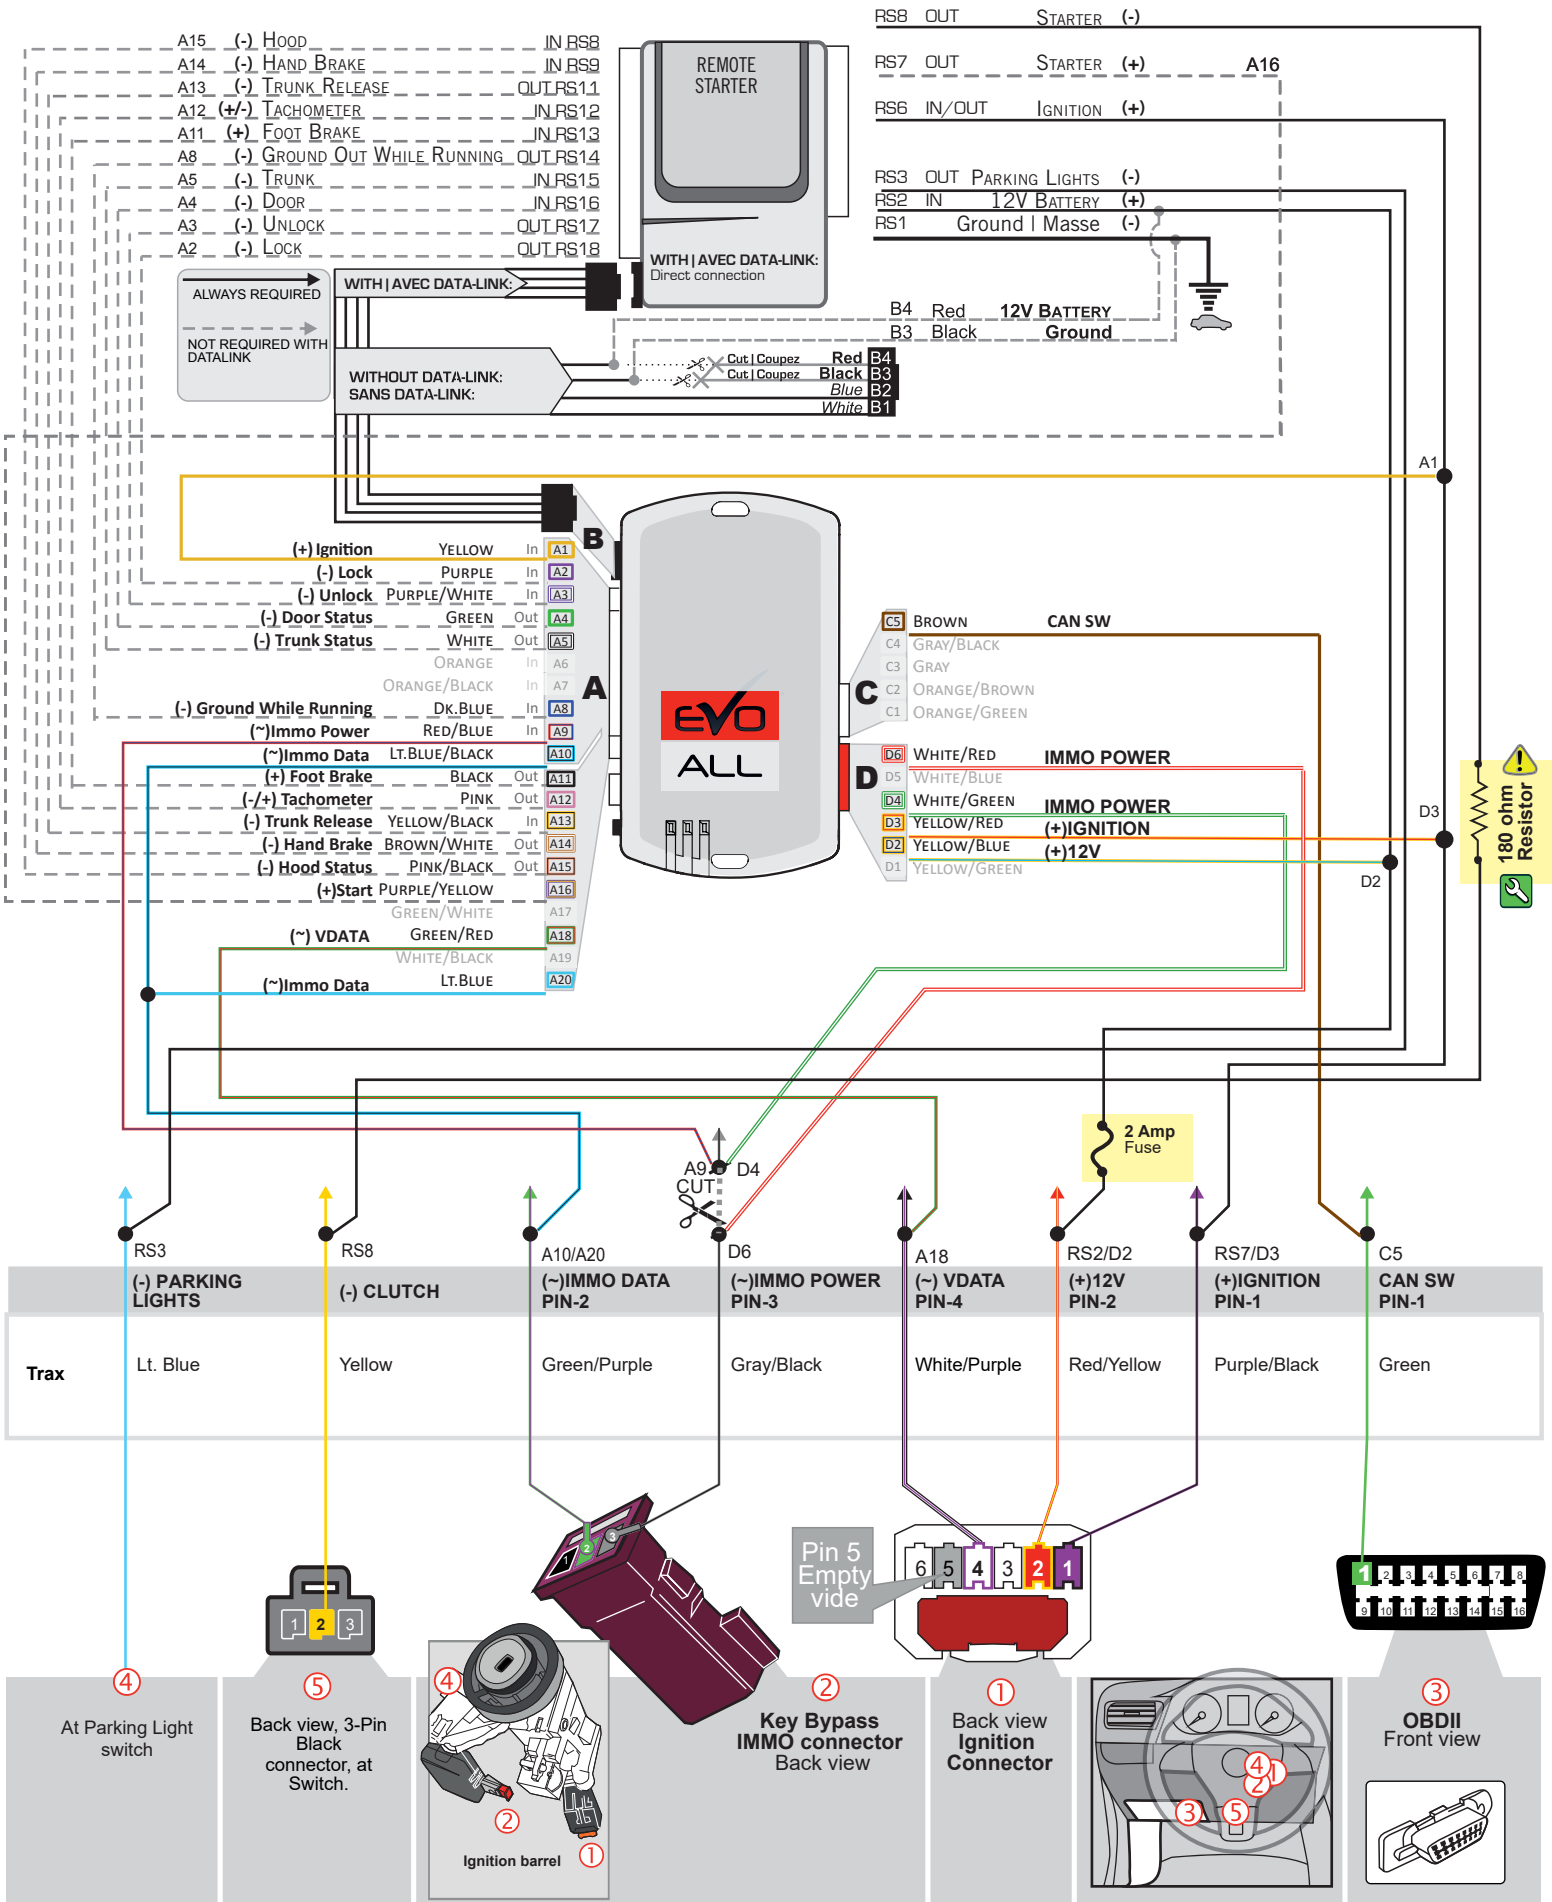 RS8 OUT STARTER (-)
A15 (-) HOOD IN RS8
A14 (-) HAND BRAKE IN RS9
A13 (-) TRUNK RELEASE OUT RS11
A12 (+/-) TACHOMETER IN RS12
A11 (+) FOOT BRAKE IN RS13
A8 (-) GROUND OUT WHILE RUNNING OUT RS14
A5 (-) TRUNK IN RS15
A4 (-) DOOR IN RS16
A3 (-) UNLOCK OUT RS17
A2 (-) LOCK OUT RS18
REMOTE
STARTER
WITH | AVEC DATA-LINK:
Direct connection
RS7 OUT STARTER (+) A16
RS6 IN/OUT IGNITION (+)
RS3 OUT PARKING LIGHTS (-)
RS2 IN 12V BATTERY (+)
RS1 Ground | Masse (-)
ALWAYS REQUIRED
NOT REQUIRED WITH
DATALINK
WITH | AVEC DATA-LINK:
WITHOUT DATA-LINK:
SANS DATA-LINK:
B4 Red 12V BATTERY
B3 Black Ground
Cut | Coupez Red B4
Cut | Coupez Black B3
Blue B2
White B1
A1
B
A
(+) Ignition YELLOW In A1
(-) Lock PURPLE In A2
(-) Unlock PURPLE/WHITE In A3
(-) Door Status GREEN Out A4
(-) Trunk Status WHITE Out A5
ORANGE In A6
ORANGE/BLACK In A7
(-) Ground While Running DK.BLUE In A8
(~)Immo Power RED/BLUE In A9
(~)Immo Data LT.BLUE/BLACK A10
(+) Foot Brake BLACK Out A11
(-/+) Tachometer PINK Out A12
(-) Trunk Release YELLOW/BLACK In A13
(-) Hand Brake BROWN/WHITE Out A14
(-) Hood Status PINK/BLACK Out A15
(+)Start PURPLE/YELLOW A16
GREEN/WHITE A17
(~) VDATA GREEN/RED A18
WHITE/BLACK A19
(~)Immo Data LT.BLUE A20
EVO
ALL
C
C5 BROWN CAN SW
C4 GRAY/BLACK
C3 GRAY
C2 ORANGE/BROWN
C1 ORANGE/GREEN
D
D6 WHITE/RED IMMO POWER
D5 WHITE/BLUE
D4 WHITE/GREEN IMMO POWER
D3 YELLOW/RED (+)IGNITION
D2 YELLOW/BLUE (+)12V
D1 YELLOW/GREEN
D3
D2
180 ohm
Resistor
2 Amp
Fuse
A9 D4
CUT
RS3
RS8
A10/A20
D6
A18
RS2/D2
RS7/D3
C5
(-) PARKING
LIGHTS
(-) CLUTCH
(~)IMMO DATA
PIN-2
(~)IMMO POWER
PIN-3
(~) VDATA
PIN-4
(+)12V
PIN-2
(+)IGNITION
PIN-1
CAN SW
PIN-1
Trax
Lt. Blue
Yellow
Green/Purple
Gray/Black
White/Purple
Red/Yellow
Purple/Black
Green
1 2 3
1 2 3
Pin 5
Empty
vide
6 5 4 3 2 1
1 2 3 4 5 6 7 8
9 10 11 12 13 14 15 16
4
At Parking Light
switch
5
Back view, 3-Pin
Black
connector, at
Switch.
4
2
1
Ignition barrel
2
Key Bypass
IMMO connector
Back view
1
Back view
Ignition
Connector
4
1
2
3
5
3
OBDII
Front view